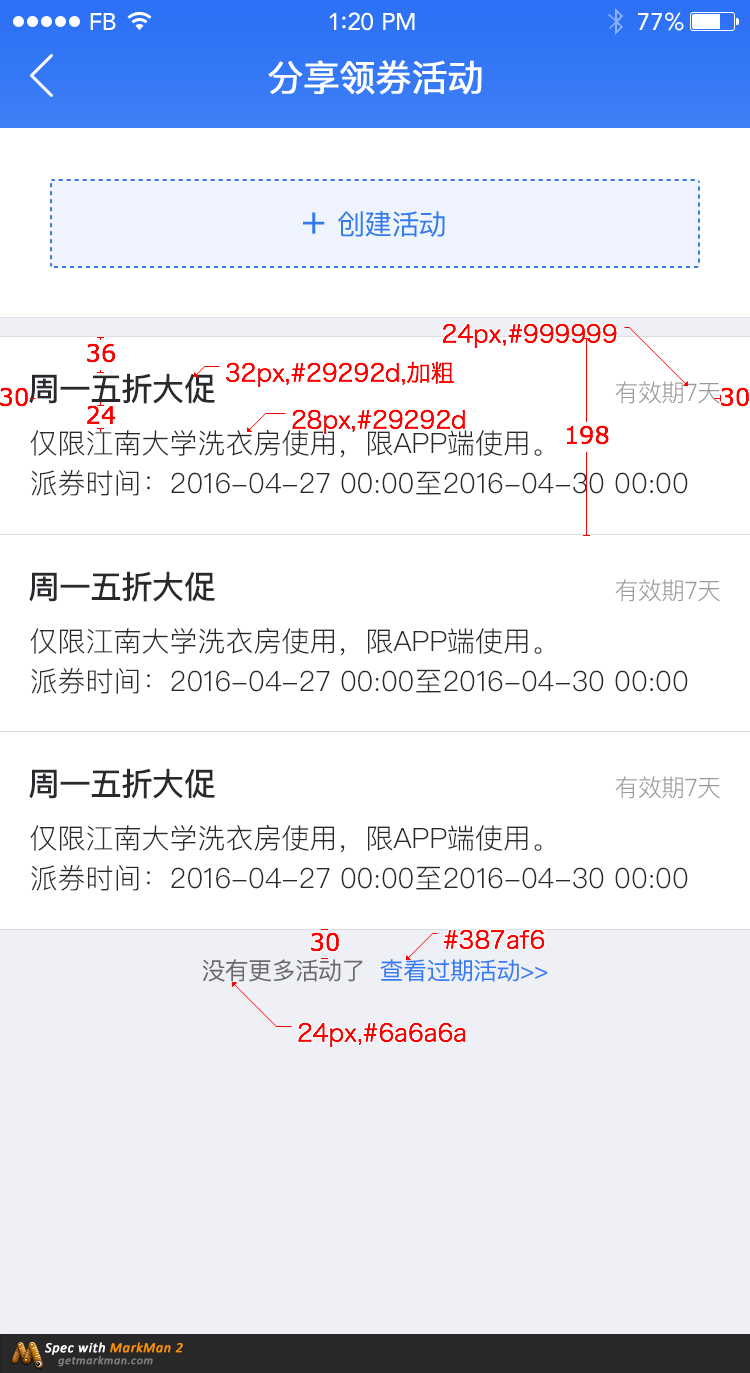 FB 1:20 PM 77%
分享领券活动
+ 创建活动
24px,#999999
36
32px,#29292d,加粗
30 周一五折大促 有效期7天 30
24
28px,#29292d
198
仅限江南大学洗衣房使用，限APP端使用。
派券时间：2016-04-27 00:00至2016-04-30 00:00
周一五折大促 有效期7天
仅限江南大学洗衣房使用，限APP端使用。
派券时间：2016-04-27 00:00至2016-04-30 00:00
周一五折大促 有效期7天
仅限江南大学洗衣房使用，限APP端使用。
派券时间：2016-04-27 00:00至2016-04-30 00:00
30 #387af6
没有更多活动了 查看过期活动>>
24px,#6a6a6a
Spec with MarkMan 2
getmarkman.com